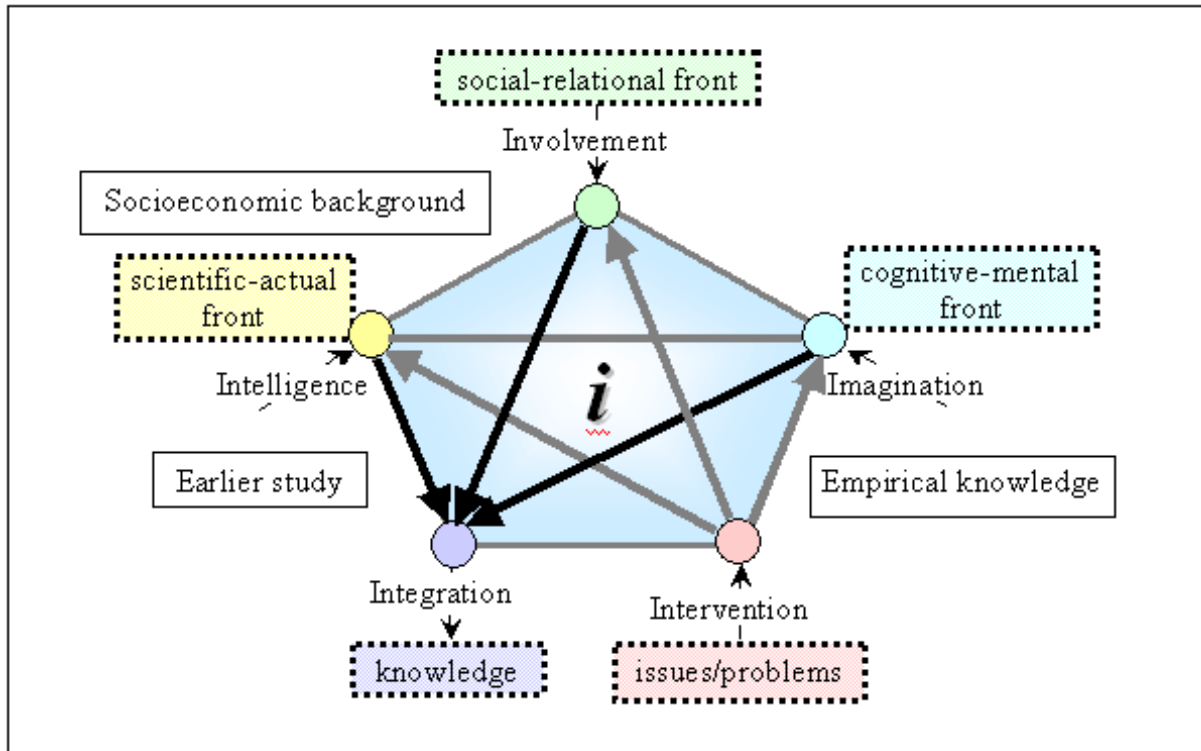 social-relational front
Involvement
Socioeconomic background
scientific-actual
front
cognitive-mental
front
Intelligence
i
Imagination
Earlier study
Empirical knowledge
Integration
Intervention
knowledge
issues/problems